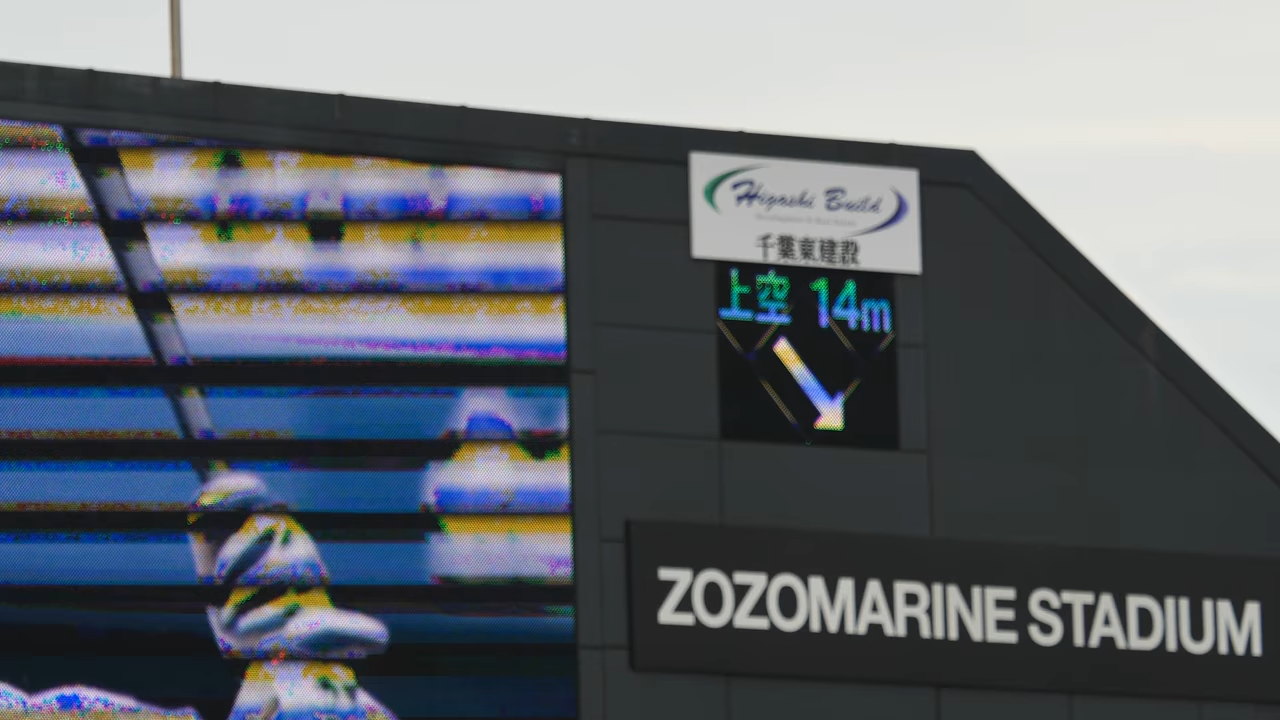 Higashi Build
千葉東建設
上空 14m
ZOZOMARINE STADIUM